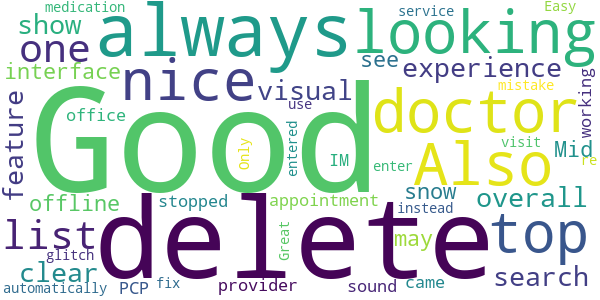 medication
always
service
Easy
show
one
looking
nice
see
experience
interface
visual
mistake
working
Good
doctor
feature
office
use
entered
Only
IM
Also
visit
Mid
re
enter
offline
stopped
appointment
snow
overall
delete
instead
list
Great
may
top
glitch
clear
provider
sound
came
search
automatically
PCP
fix